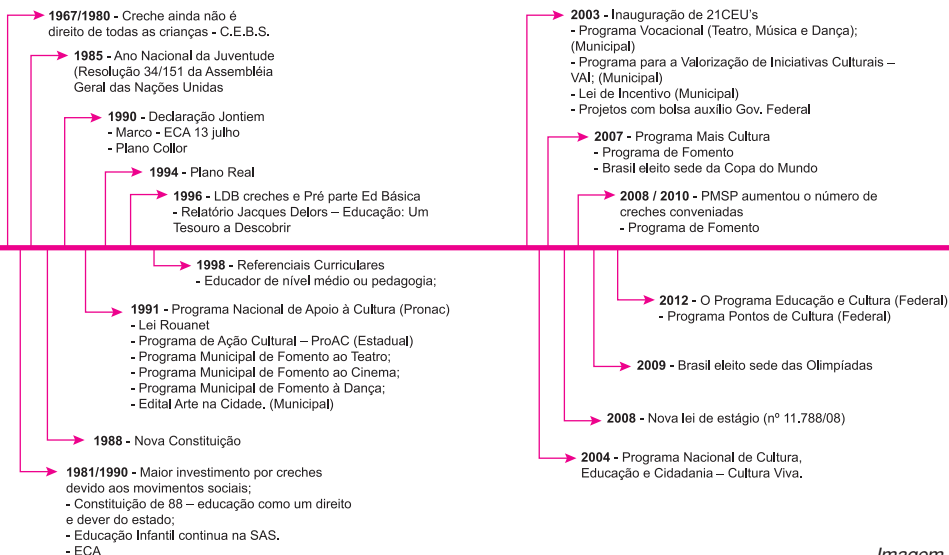 1967/1980 - Creche ainda não é
direito de todas as crianças - C.E.B.S.
1985 - Ano Nacional da Juventude
(Resolução 34/151 da Assembléia
Geral das Nações Unidas
1990 - Declaração Jontiem
- Marco - ECA 13 julho
- Plano Collor
1994 - Plano Real
1996 - LDB creches e Pré parte Ed Básica
- Relatório Jacques Delors – Educação: Um
Tesouro a Descobrir
2003 - Inauguração de 21CEU's
- Programa Vocacional (Teatro, Música e Dança);
(Municipal)
- Programa para a Valorização de Iniciativas Culturais –
VAI; (Municipal)
- Lei de Incentivo (Municipal)
- Projetos com bolsa auxílio Gov. Federal
2007 - Programa Mais Cultura
- Programa de Fomento
- Brasil eleito sede da Copa do Mundo
2008 / 2010 - PMSP aumentou o número de
creches conveniadas
- Programa de Fomento
1998 - Referenciais Curriculares
- Educador de nível médio ou pedagogia;
1991 - Programa Nacional de Apoio à Cultura (Pronac)
- Lei Rouanet
- Programa de Ação Cultural – ProAC (Estadual)
- Programa Municipal de Fomento ao Teatro;
- Programa Municipal de Fomento ao Cinema;
- Programa Municipal de Fomento à Dança;
- Edital Arte na Cidade. (Municipal)
1988 - Nova Constituição
1981/1990 - Maior investimento por creches
devido aos movimentos sociais;
- Constituição de 88 – educação como um direito
e dever do estado;
- Educação Infantil continua na SAS.
- ECA
2012 - O Programa Educação e Cultura (Federal)
- Programa Pontos de Cultura (Federal)
2009 - Brasil eleito sede das Olimpíadas
2008 - Nova lei de estágio (nº 11.788/08)
2004 - Programa Nacional de Cultura,
Educação e Cidadania – Cultura Viva.
Imagem